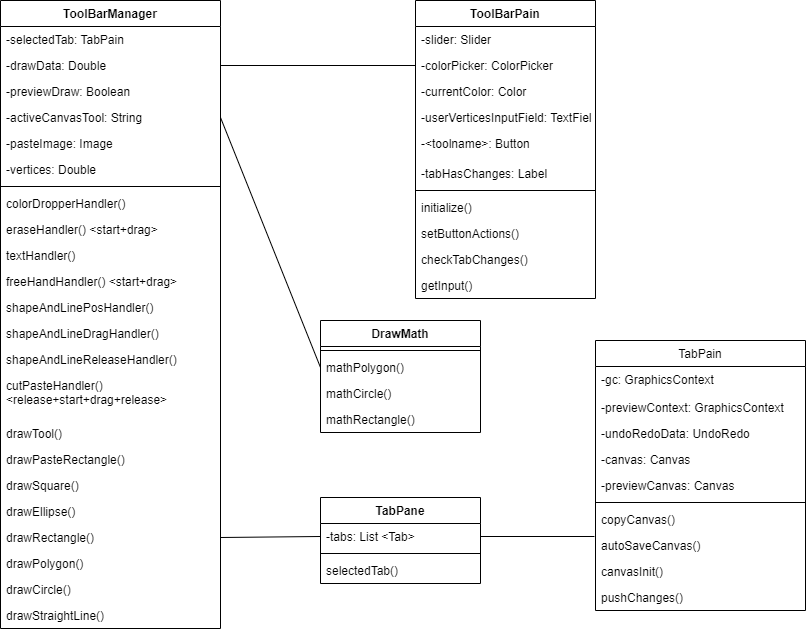 ToolBarManager
-selectedTab: TabPain
-drawData: Double
-previewDraw: Boolean
-activeCanvasTool: String
-pasteImage: Image
-vertices: Double
colorDropperHandler()
eraseHandler() <start+drag>
textHandler()
freeHandHandler() <start+drag>
shapeAndLinePosHandler()
shapeAndLineDragHandler()
shapeAndLineReleaseHandler()
cutPasteHandler()
<release+start+drag+release>
drawTool()
drawPasteRectangle()
drawSquare()
drawEllipse()
drawRectangle()
drawPolygon()
drawCircle()
drawStraightLine()
ToolBarPain
-slider: Slider
-colorPicker: ColorPicker
-currentColor: Color
-userVerticesInputField: TextFiel
-<toolname>: Button
-tabHasChanges: Label
initialize()
setButtonActions()
checkTabChanges()
getInput()
DrawMath
mathPolygon()
mathCircle()
mathRectangle()
TabPane
-tabs: List <Tab>
selectedTab()
TabPain
-gc: GraphicsContext
-previewContext: GraphicsContext
-undoRedoData: UndoRedo
-canvas: Canvas
-previewCanvas: Canvas
copyCanvas()
autoSaveCanvas()
canvasInit()
pushChanges()